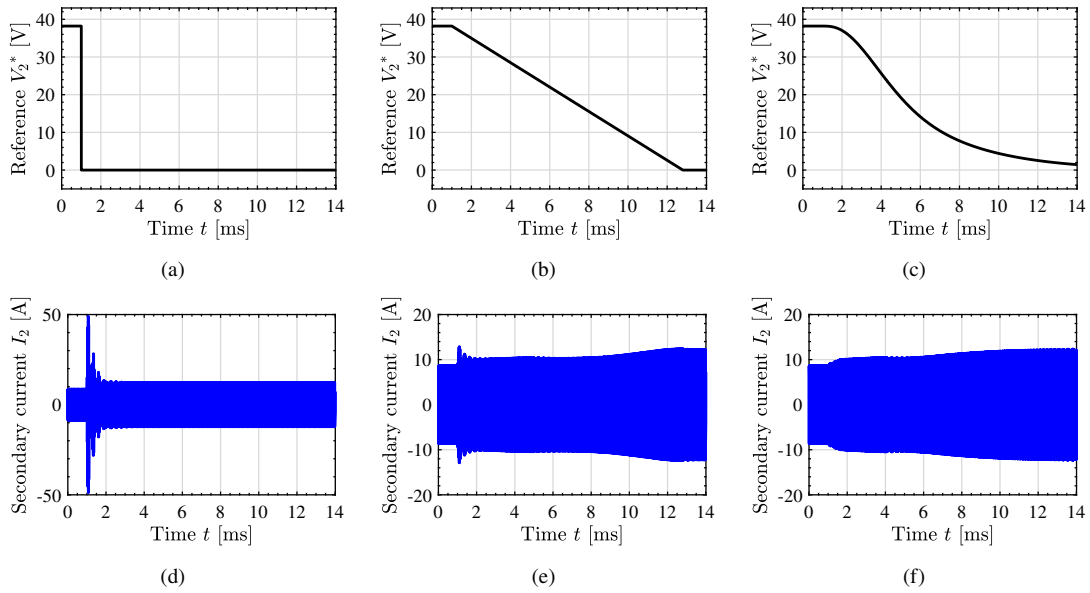 Reference V₂* [V]
40
30
20
10
0
0 2 4 6 8 10 12 14
Time t [ms]
(a)
Reference V₂* [V]
40
30
20
10
0
0 2 4 6 8 10 12 14
Time t [ms]
(b)
Reference V₂* [V]
40
30
20
10
0
0 2 4 6 8 10 12 14
Time t [ms]
(c)
Secondary current I₂ [A]
50
0
-50
0 2 4 6 8 10 12 14
Time t [ms]
(d)
Secondary current I₂ [A]
20
10
0
-10
-20
0 2 4 6 8 10 12 14
Time t [ms]
(e)
Secondary current I₂ [A]
20
10
0
-10
-20
0 2 4 6 8 10 12 14
Time t [ms]
(f)